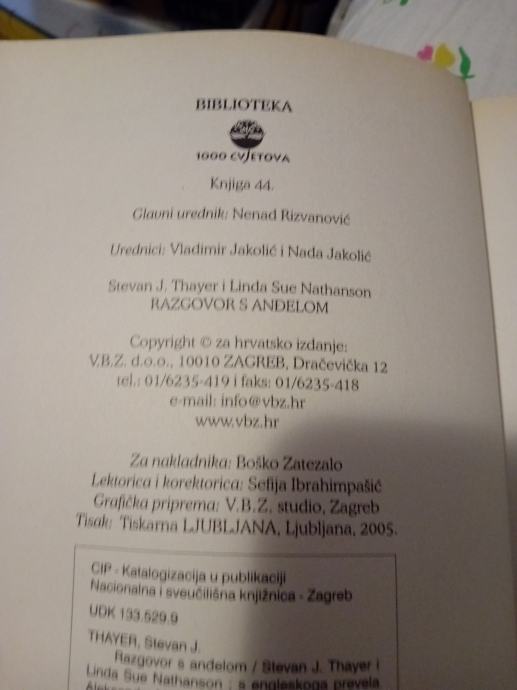 BIBLIOTEKA
1000 CVJETOVA
Knjiga 44.
Glavni urednik: Nenad Rizvanović
Urednici: Vladimir Jakolić i Nada Jakolić
Stevan J. Thayer i Linda Sue Nathanson
RAZGOVOR S ANĐELOM
Copyright © za hrvatsko izdanje:
V.B.Z. d.o.o., 10010 ZAGREB, Dračevička 12
tel.: 01/6235-419 i faks: 01/6235-418
e-mail: info@vbz.hr
www.vbz.hr
Za nakladnika: Boško Zatezalo
Lektorica i korektorica: Sefija Ibrahimpašić
Grafička priprema: V.B.Z. studio, Zagreb
Tisak: Tiskarna LJUBLJANA, Ljubljana, 2005.
CIP - Katalogizacija u publikaciji
Nacionalna i sveučilišna knjižnica - Zagreb
UDK 133.529.9
THAYER, Stevan J.
Razgovor s anđelom / Stevan J. Thayer i
Linda Sue Nathanson ; s engleskoga prevela